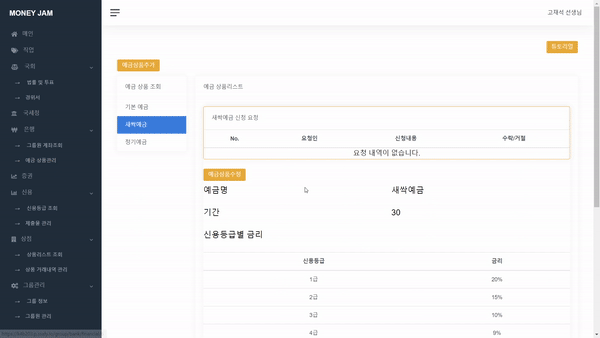 MONEY JAM
고재석 선생님
메인
직업
국회
법률 및 투표
경위서
국세청
은행
그룹원 계좌조회
예금 상품관리
증권
신용
신용등급 조회
제출물 관리
상점
상품리스트 조회
상품 거래내역 관리
그룹관리
그룹 정보
그룹원 관리
튜토리얼
예금상품추가
예금 상품 조회
기본 예금
새싹예금
정기예금
예금 상품리스트
새싹예금 신청 요청
No. 요청인 신청내용 수락/거절
요청 내역이 없습니다.
예금상품수정
예금명 새싹예금
기간 30
신용등급별 금리
신용등급 금리
1급 20%
2급 15%
3급 10%
4급 9%